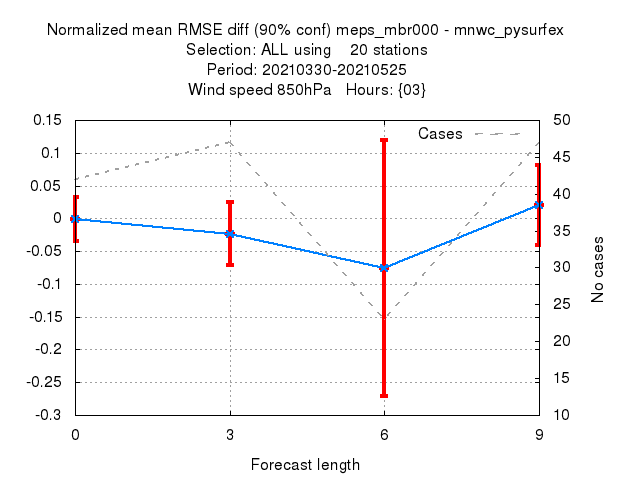 Normalized mean RMSE diff (90% conf) meps_mbr000 - mnwc_pysurfex
Selection: ALL using    20 stations
Period: 20210330-20210525
Wind speed 850hPa   Hours: {03}
Cases
0.15
0.1
0.05
0
-0.05
-0.1
-0.15
-0.2
-0.25
-0.3
50
45
40
35
30
25
20
15
10
No cases
0 3 6 9
Forecast length